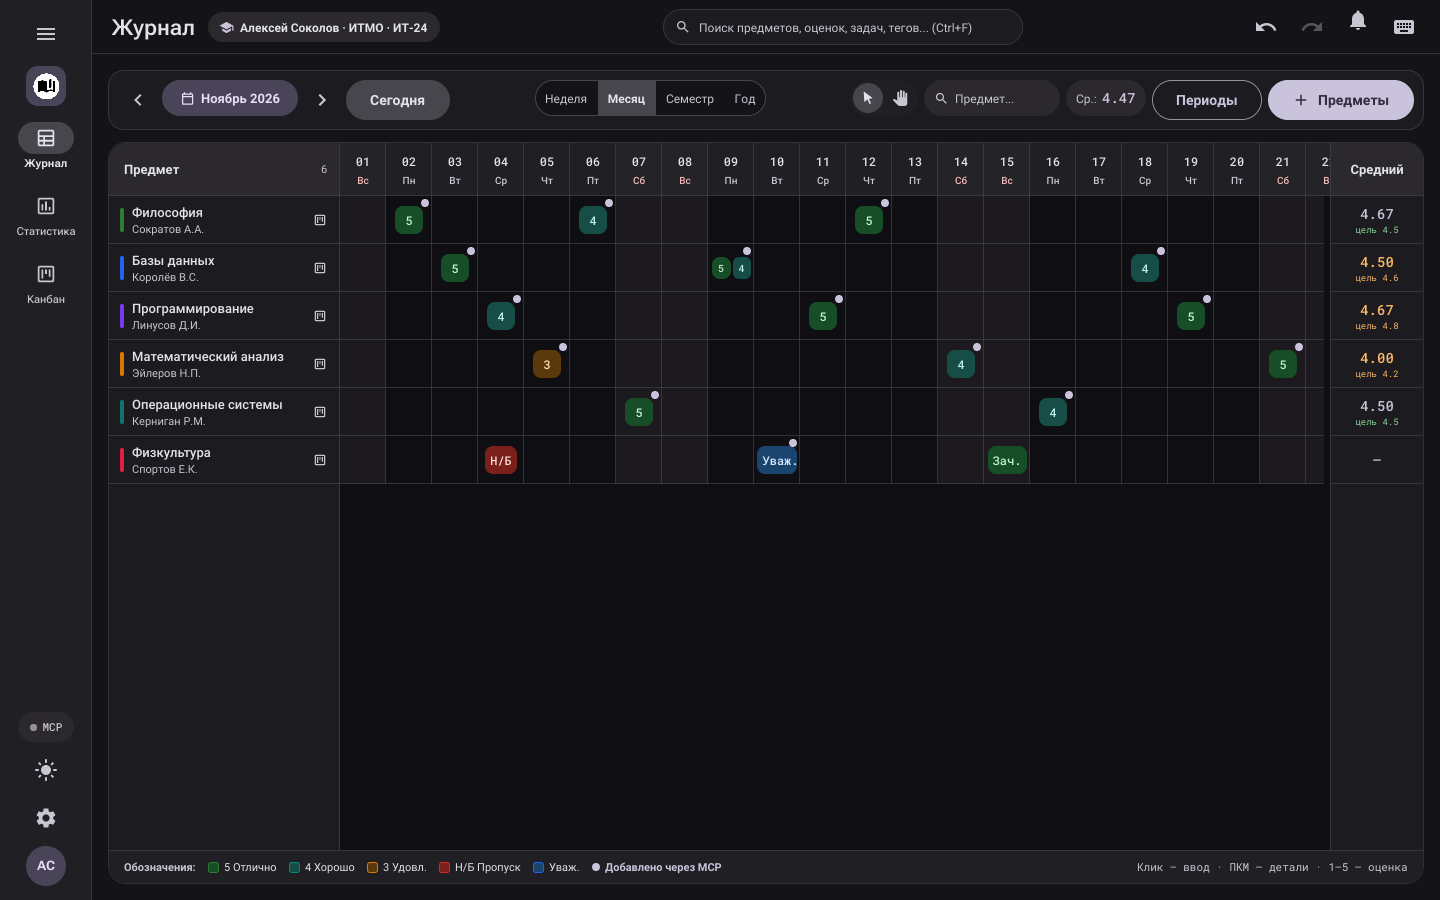 Журнал
Алексей Соколов · ИТМО · ИТ-24
Поиск предметов, оценок, задач, тегов... (Ctrl+F)
Журнал
Статистика
Канбан
MCP
АС
Ноябрь 2026
Сегодня
Неделя
Месяц
Семестр
Год
Предмет...
Ср.: 4.47
Периоды
+ Предметы
Предмет 6
01 02 03 04 05 06 07 08 09 10 11 12 13 14 15 16 17 18 19 20 21
Вс Пн Вт Ср Чт Пт Сб Вс Пн Вт Ср Чт Пт Сб Вс Пн Вт Ср Чт Пт Сб
Средний
Философия
Сократов А.А.
5 4 5
4.67
цель 4.5
Базы данных
Королёв В.С.
5 5 4 4
4.50
цель 4.6
Программирование
Линусов Д.И.
4 5 5
4.67
цель 4.8
Математический анализ
Эйлеров Н.П.
3 4 5
4.00
цель 4.2
Операционные системы
Керниган Р.М.
5 4
4.50
цель 4.5
Физкультура
Спортов Е.К.
Н/Б Уваж. Зач.
—
Обозначения: 5 Отлично 4 Хорошо 3 Удовл. Н/Б Пропуск Уваж. Добавлено через MCP
Клик — ввод · ПКМ — детали · 1–5 — оценка